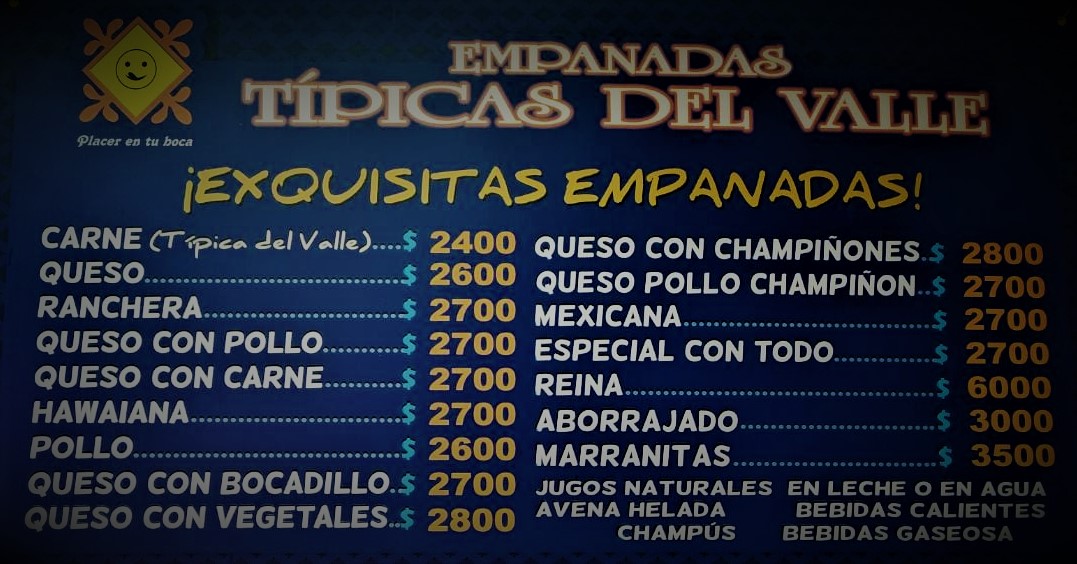 Placer en tu boca
EMPANADAS
TÍPICAS DEL VALLE
¡EXQUISITAS EMPANADAS!
CARNE (Típica del Valle)....$ 2400
QUESO..............................$ 2600
RANCHERA......................$ 2700
QUESO CON POLLO.........$ 2700
QUESO CON CARNE.........$ 2700
HAWAIANA........................$ 2700
POLLO...............................$ 2600
QUESO CON BOCADILLO..$ 2700
QUESO CON VEGETALES..$ 2800
QUESO CON CHAMPIÑONES.$ 2800
QUESO POLLO CHAMPIÑON..$ 2700
MEXICANA..............................$ 2700
ESPECIAL CON TODO............$ 2700
REINA.....................................$ 6000
ABORRAJADO.......................$ 3000
MARRANITAS........................$ 3500
JUGOS NATURALES EN LECHE O EN AGUA
AVENA HELADA BEBIDAS CALIENTES
CHAMPÚS BEBIDAS GASEOSA